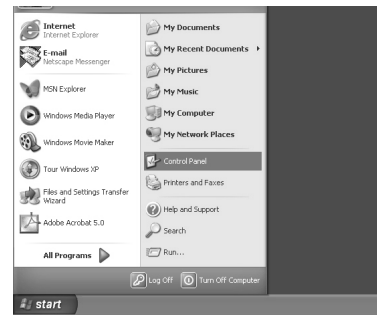 Internet
Internet Explorer
E-mail
Netscape Messenger
MSN Explorer
Windows Media Player
Windows Movie Maker
Tour Windows XP
Files and Settings Transfer
Wizard
Adobe Acrobat 5.0
All Programs
My Documents
My Recent Documents
My Pictures
My Music
My Computer
My Network Places
Control Panel
Printers and Faxes
Help and Support
Search
Run...
Log Off
Turn Off Computer
start